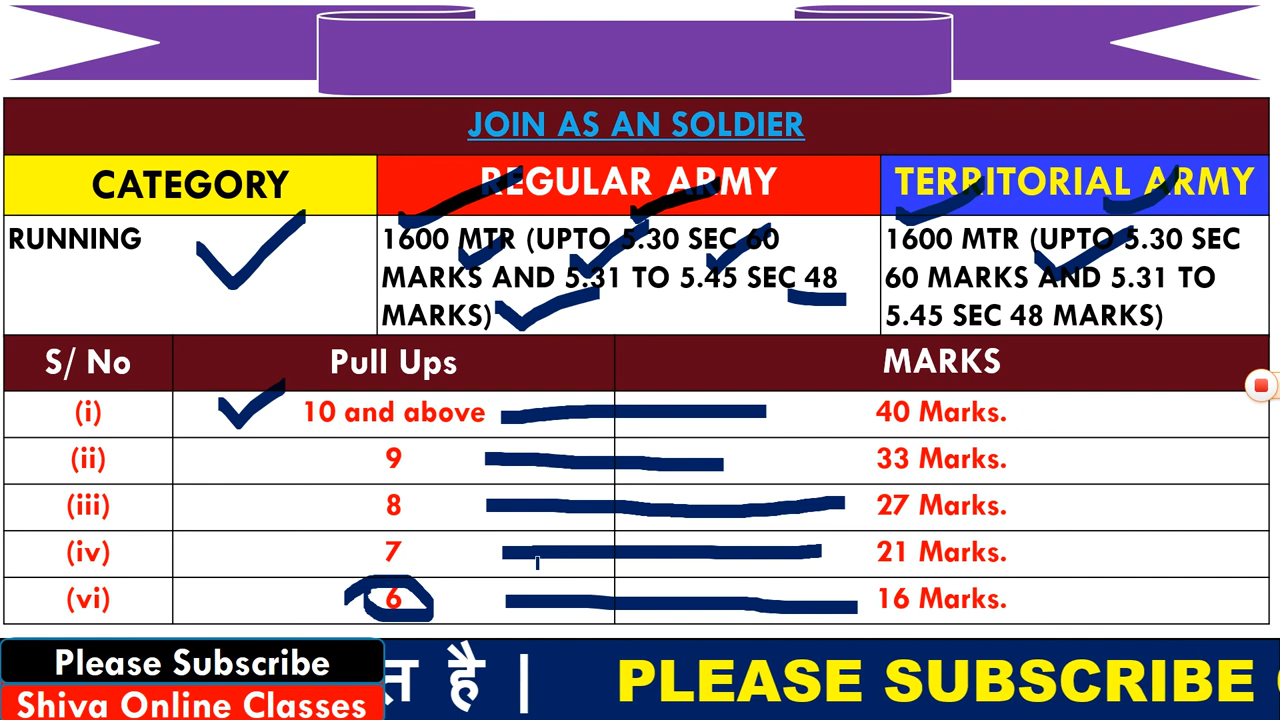 JOIN AS AN SOLDIER
CATEGORY REGULAR ARMY TERRITORIAL ARMY
RUNNING
1600 MTR (UPTO 5.30 SEC 60
MARKS AND 5.31 TO 5.45 SEC 48
MARKS)
1600 MTR (UPTO 5.30 SEC
60 MARKS AND 5.31 TO
5.45 SEC 48 MARKS)
S/ No Pull Ups MARKS
(i) 10 and above 40 Marks.
(ii) 9 33 Marks.
(iii) 8 27 Marks.
(iv) 7 21 Marks.
(vi) 6 16 Marks.
Please Subscribe
Shiva Online Classes
है | PLEASE SUBSCRIBE